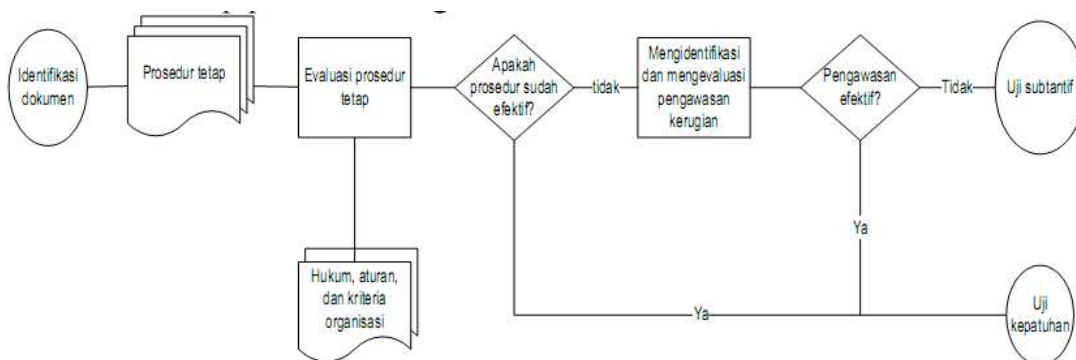 Identifikasi
dokumen
Prosedur tetap
Evaluasi prosedur
tetap
Apakah
prosedur sudah
efektif?
tidak
Mengidentifikasi
dan mengevaluasi
pengawasan
kerugian
Pengawasan
efektif?
Tidak
Uji subtantif
Ya
Hukum, aturan,
dan kriteria
organisasi
Ya
Uji
kepatuhan